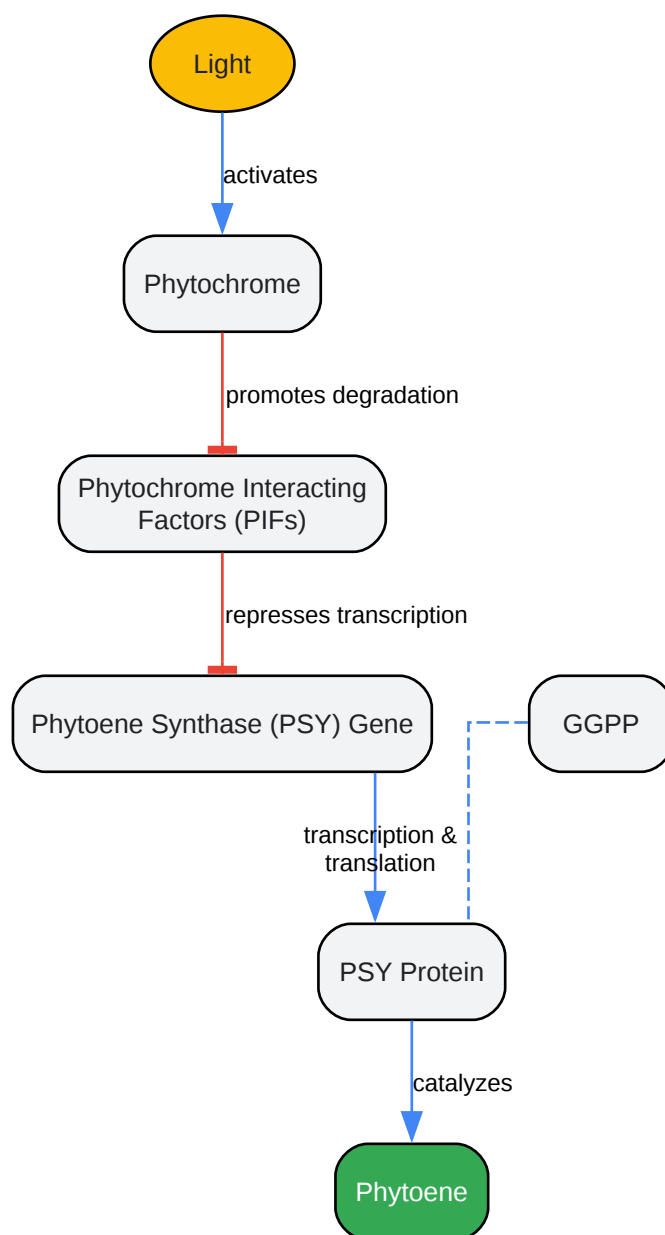 Light
activates
Phytochrome
promotes degradation
Phytochrome Interacting
Factors (PIFs)
represses transcription
Phytoene Synthase (PSY) Gene
GGPP
transcription &
translation
PSY Protein
catalyzes
Phytoene